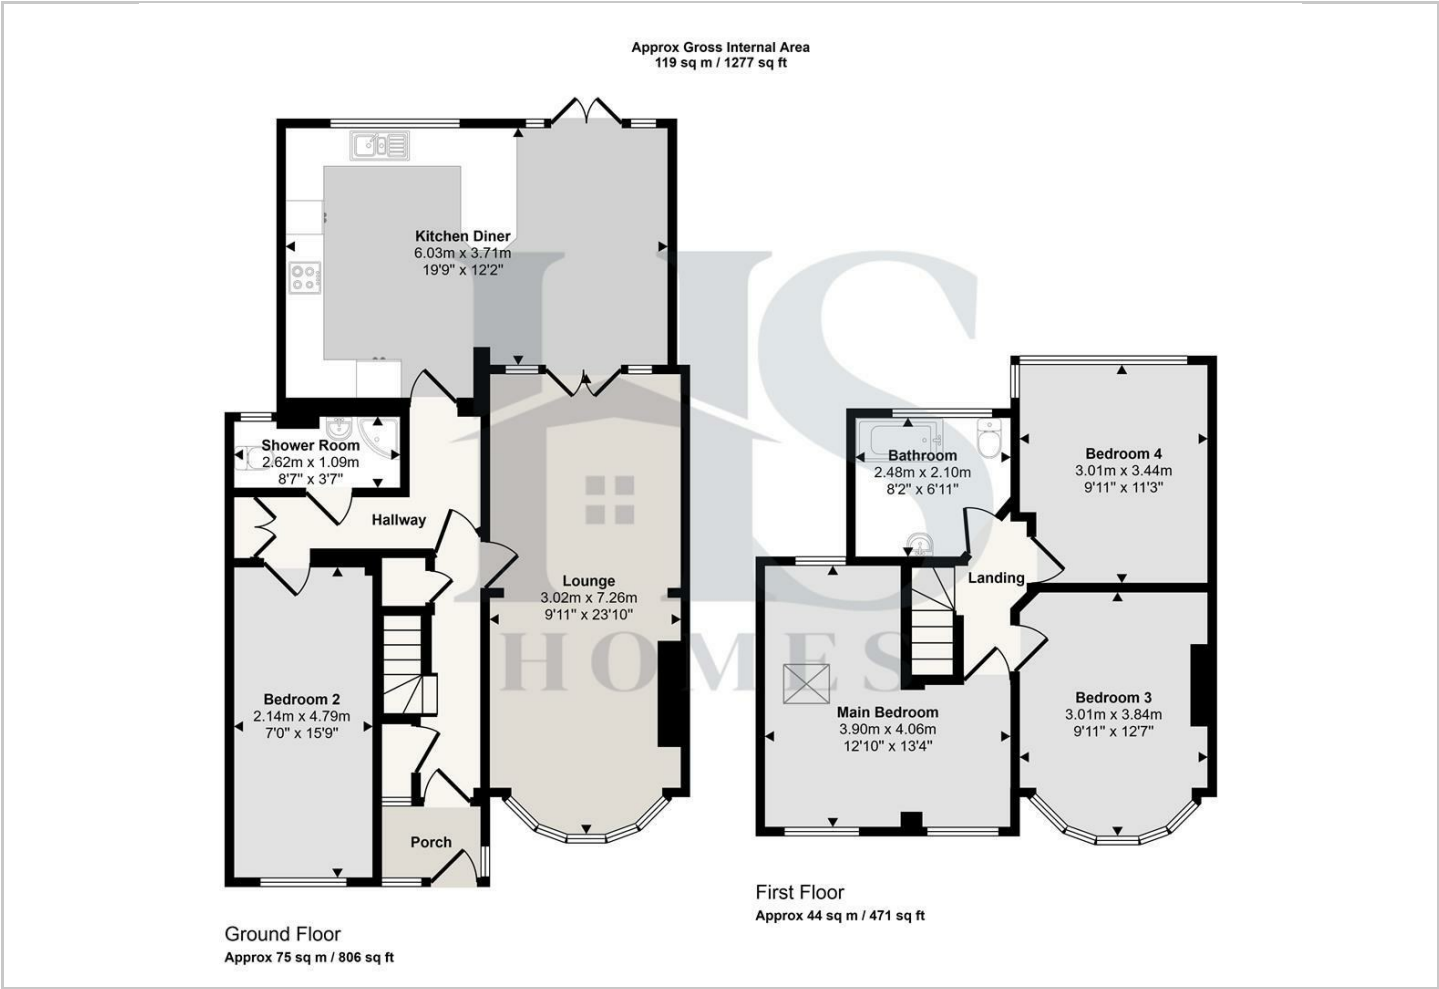 Approx Gross Internal Area
119 sq m / 1277 sq ft
Kitchen Diner
6.03m x 3.71m
19'9" x 12'2"
Shower Room
2.62m x 1.09m
8'7" x 3'7"
Hallway
Lounge
3.02m x 7.26m
9'11" x 23'10"
Bedroom 2
2.14m x 4.79m
7'0" x 15'9"
Porch
Ground Floor
Approx 75 sq m / 806 sq ft
Bathroom
2.48m x 2.10m
8'2" x 6'11"
Bedroom 4
3.01m x 3.44m
9'11" x 11'3"
Landing
Main Bedroom
3.90m x 4.06m
12'10" x 13'4"
Bedroom 3
3.01m x 3.84m
9'11" x 12'7"
First Floor
Approx 44 sq m / 471 sq ft
HS
HOMES